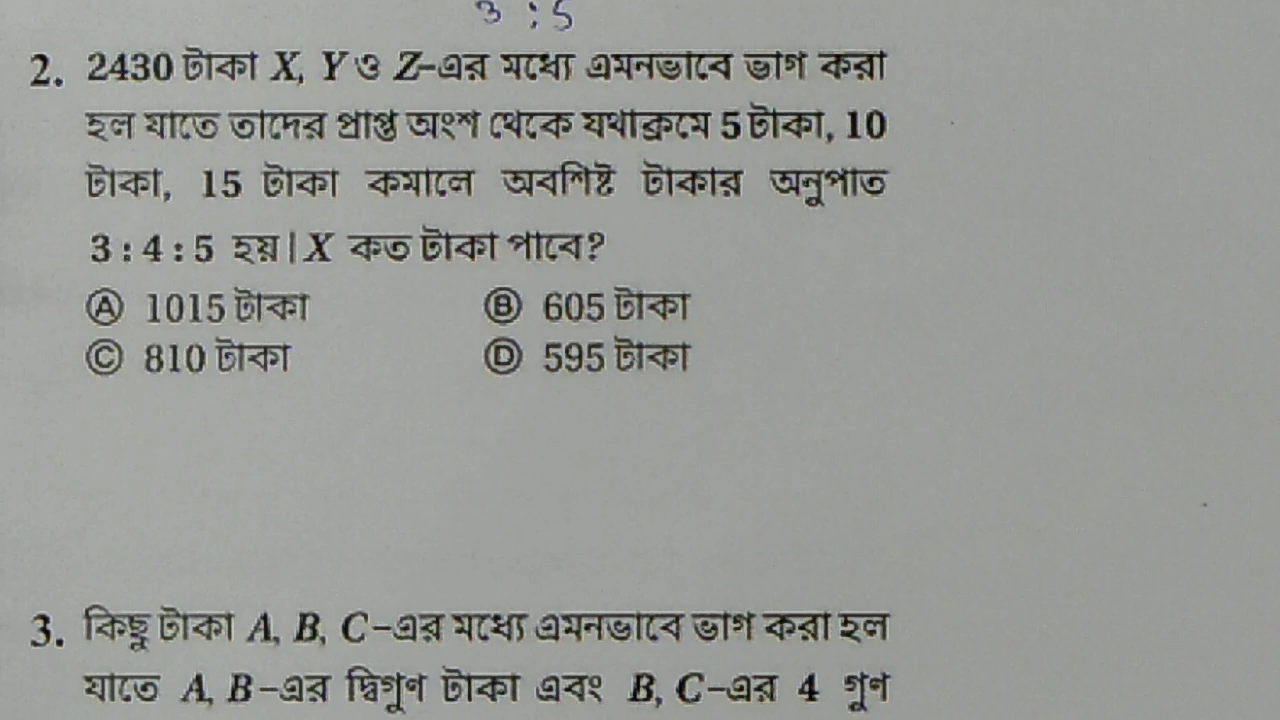 3 : 5
2. 2430 টাকা X, Y ও Z-এর মধ্যে এমনভাবে ভাগ করা
হল যাতে তাদের প্রাপ্ত অংশ থেকে যথাক্রমে 5 টাকা, 10
টাকা, 15 টাকা কমালে অবশিষ্ট টাকার অনুপাত
3 : 4 : 5 হয়। X কত টাকা পাবে?
Ⓐ 1015 টাকা Ⓑ 605 টাকা
Ⓒ 810 টাকা Ⓓ 595 টাকা
3. কিছু টাকা A, B, C-এর মধ্যে এমনভাবে ভাগ করা হল
যাতে A, B-এর দ্বিগুণ টাকা এবং B, C-এর 4 গুণ